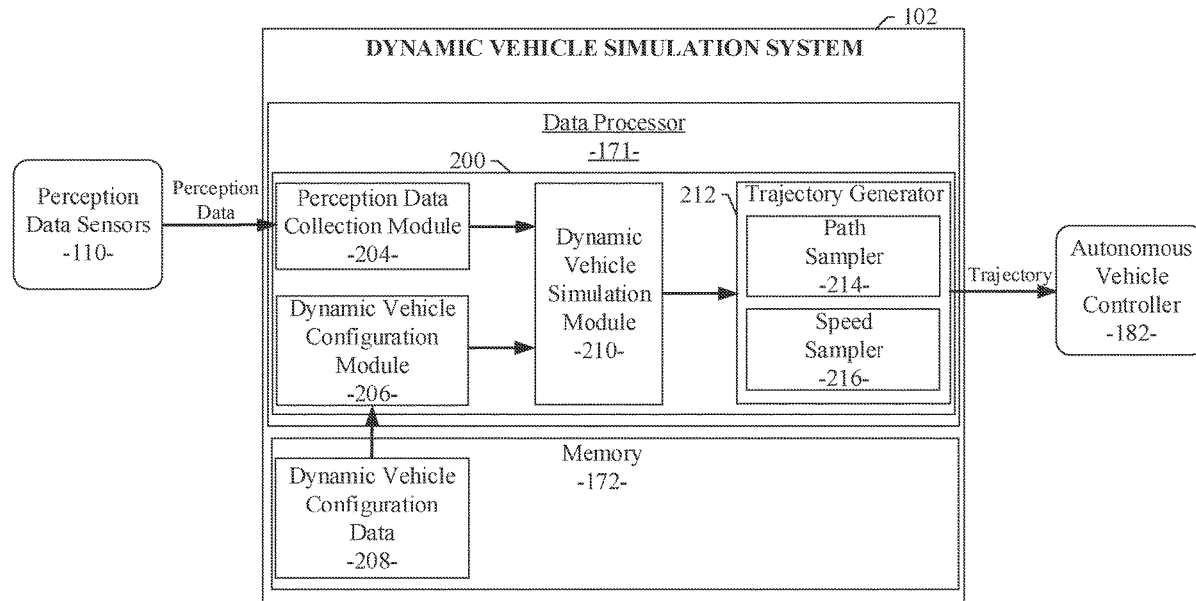 102
DYNAMIC VEHICLE SIMULATION SYSTEM
Data Processor
-171-
200
Perception
Data Sensors
-110-
Perception
Data
Perception Data
Collection Module
-204-
Dynamic Vehicle
Configuration
Module
-206-
Dynamic
Vehicle
Simulation
Module
-210-
212
Trajectory Generator
Path
Sampler
-214-
Speed
Sampler
-216-
Trajectory
Autonomous
Vehicle
Controller
-182-
Memory
-172-
Dynamic Vehicle
Configuration
Data
-208-